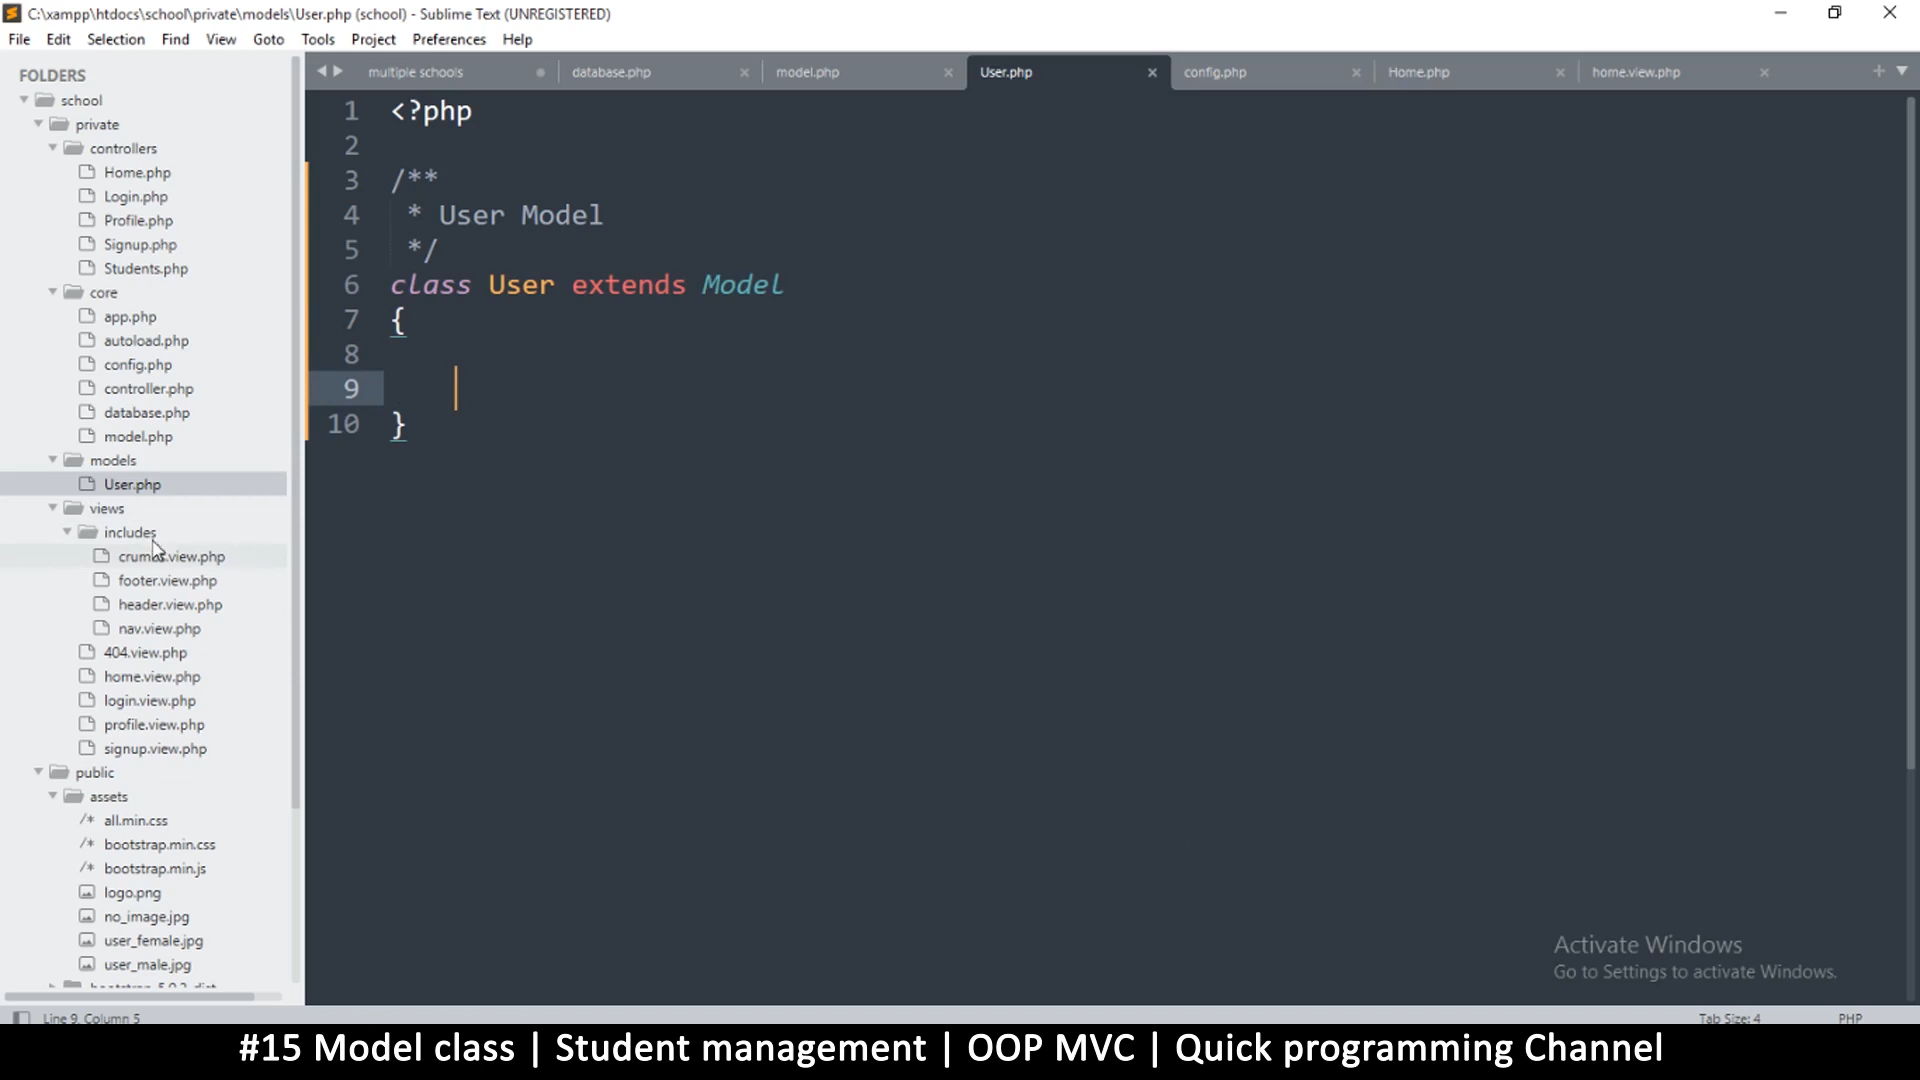 C:\xampp\htdocs\school\private\models\User.php (school) - Sublime Text (UNREGISTERED)
File Edit Selection Find View Goto Tools Project Preferences Help
FOLDERS
school
private
controllers
Home.php
Login.php
Profile.php
Signup.php
Students.php
core
app.php
autoload.php
config.php
controller.php
database.php
model.php
models
User.php
views
includes
footer.view.php
header.view.php
nav.view.php
404.view.php
home.view.php
login.view.php
profile.view.php
signup.view.php
public
assets
/* all.min.css
/* bootstrap.min.css
/* bootstrap.min.js
logo.png
no_image.jpg
user_female.jpg
user_male.jpg
multiple schools database.php model.php User.php config.php Home.php home.view.php
1 <?php
2
3 /**
4 * User Model
5 */
6 class User extends Model
7 {
8
9
10 }
Activate Windows
Go to Settings to activate Windows.
Line 9, Column 5 Tab Size: 4 PHP
#15 Model class | Student management | OOP MVC | Quick programming Channel